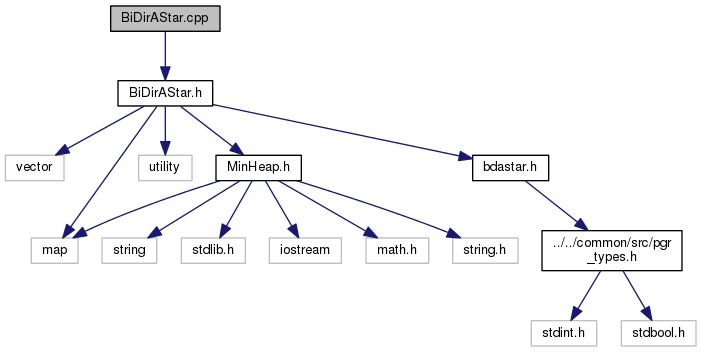 BiDirAStar.cpp
BiDirAStar.h
vector
utility
MinHeap.h
bdastar.h
map
string
stdlib.h
iostream
math.h
string.h
../../common/src/pgr
_types.h
stdint.h
stdbool.h